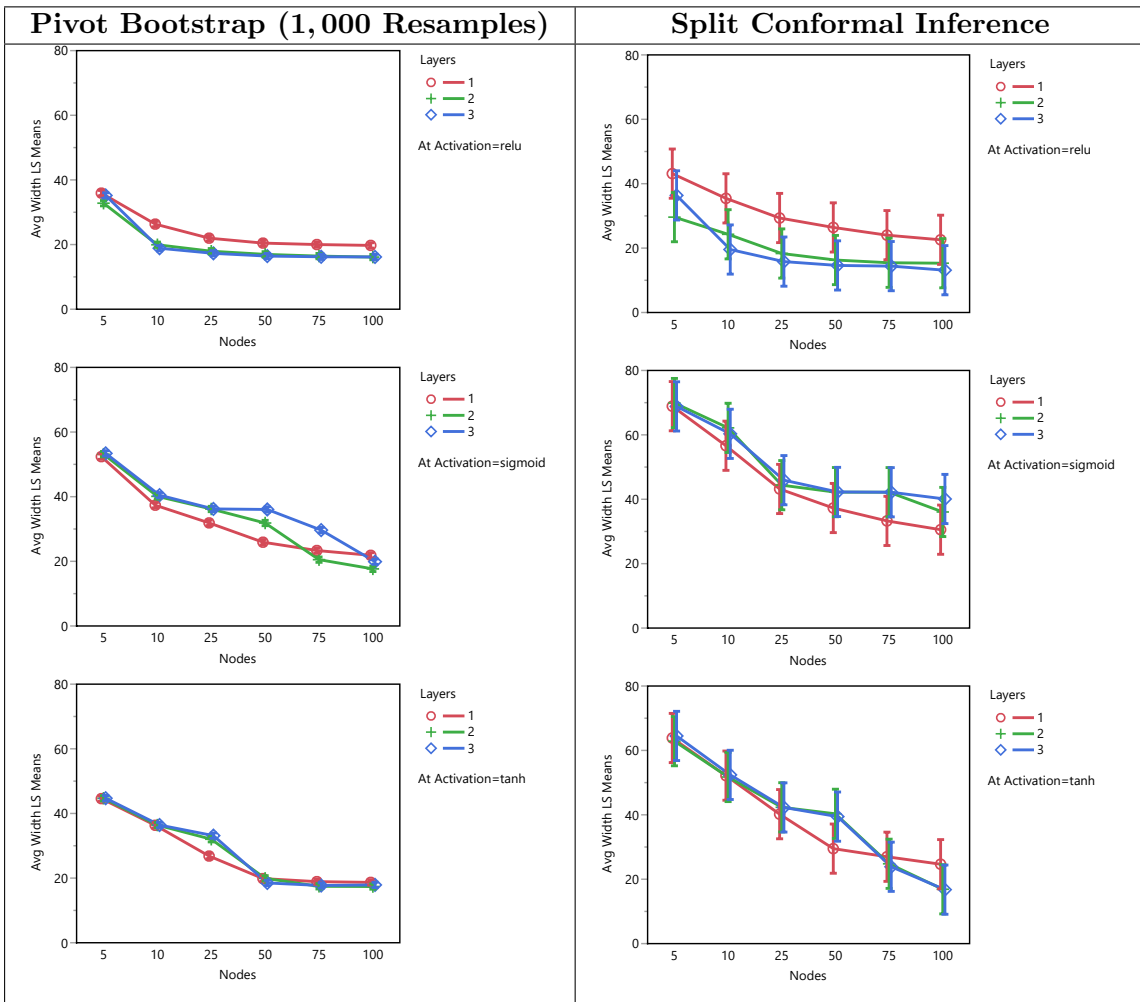 Pivot Bootstrap (1,000 Resamples)
Split Conformal Inference
80
60
40
20
0
Avg Width LS Means
5 10 25 50 75 100
Nodes
Layers
1
2
3
At Activation=relu
80
60
40
20
0
Avg Width LS Means
5 10 25 50 75 100
Nodes
Layers
1
2
3
At Activation=relu
80
60
40
20
0
Avg Width LS Means
5 10 25 50 75 100
Nodes
Layers
1
2
3
At Activation=sigmoid
80
60
40
20
0
Avg Width LS Means
5 10 25 50 75 100
Nodes
Layers
1
2
3
At Activation=sigmoid
80
60
40
20
0
Avg Width LS Means
5 10 25 50 75 100
Nodes
Layers
1
2
3
At Activation=tanh
80
60
40
20
0
Avg Width LS Means
5 10 25 50 75 100
Nodes
Layers
1
2
3
At Activation=tanh